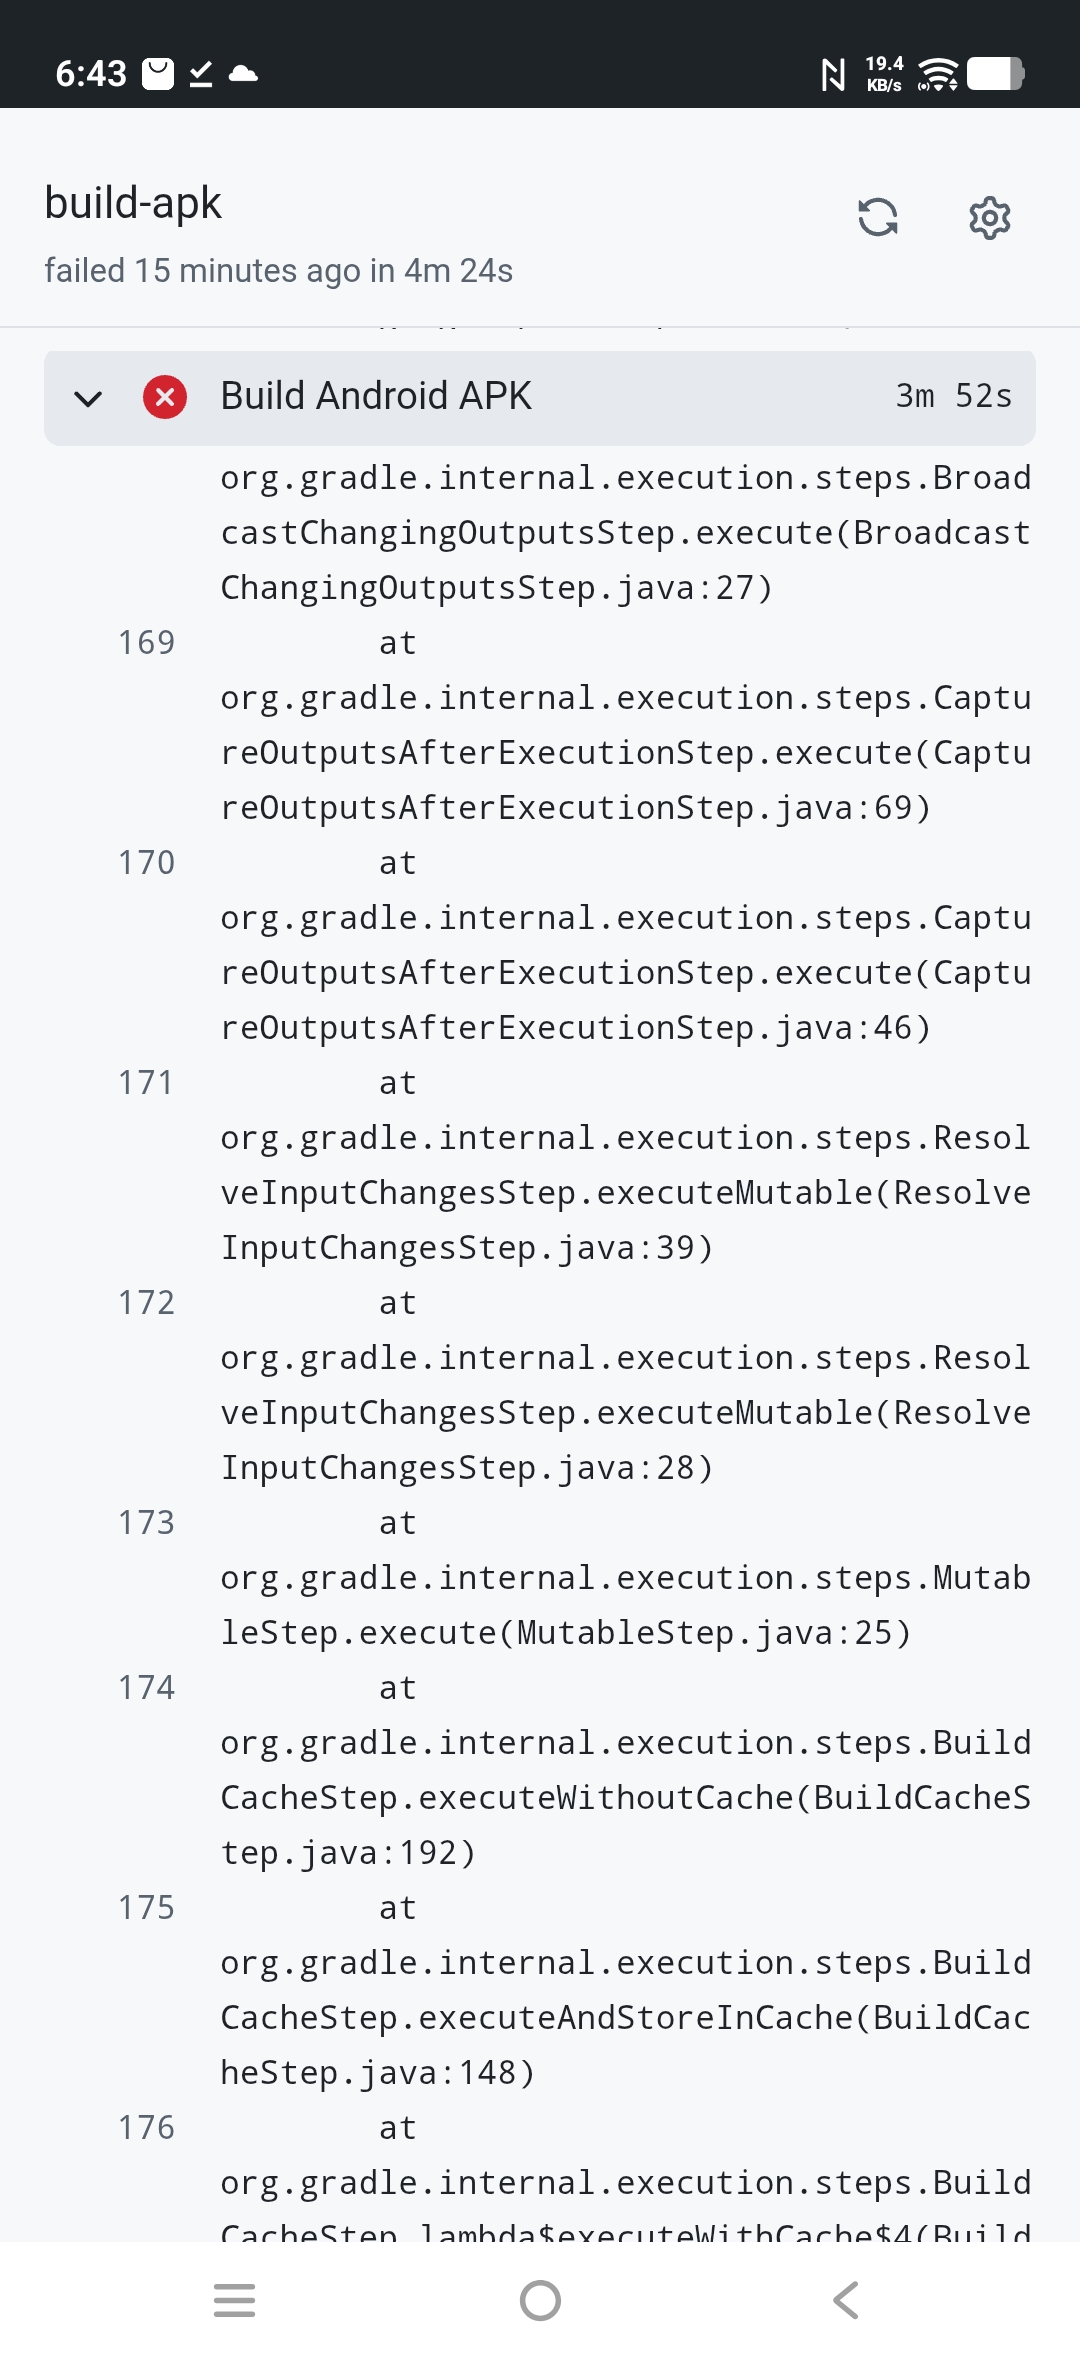 6:43
19.4
KB/s
build-apk
failed 15 minutes ago in 4m 24s
Build Android APK
3m 52s
org.gradle.internal.execution.steps.Broad
castChangingOutputsStep.execute(Broadcast
ChangingOutputsStep.java:27)
169 at
org.gradle.internal.execution.steps.Captu
reOutputsAfterExecutionStep.execute(Captu
reOutputsAfterExecutionStep.java:69)
170 at
org.gradle.internal.execution.steps.Captu
reOutputsAfterExecutionStep.execute(Captu
reOutputsAfterExecutionStep.java:46)
171 at
org.gradle.internal.execution.steps.Resol
veInputChangesStep.executeMutable(Resolve
InputChangesStep.java:39)
172 at
org.gradle.internal.execution.steps.Resol
veInputChangesStep.executeMutable(Resolve
InputChangesStep.java:28)
173 at
org.gradle.internal.execution.steps.Mutab
leStep.execute(MutableStep.java:25)
174 at
org.gradle.internal.execution.steps.Build
CacheStep.executeWithoutCache(BuildCacheS
tep.java:192)
175 at
org.gradle.internal.execution.steps.Build
CacheStep.executeAndStoreInCache(BuildCac
heStep.java:148)
176 at
org.gradle.internal.execution.steps.Build
CacheStep.lambda$executeWithCache$4(Build